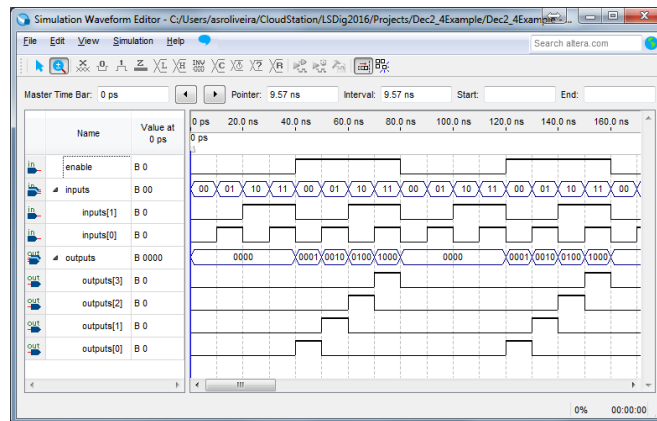 Simulation Waveform Editor - C:/Users/asroliveira/CloudStation/LSDig2016/Projects/Dec2_4Example/Dec2_4Example...
File Edit View Simulation Help
Search altera.com
Master Time Bar: 0 ps Pointer: 9.57 ns Interval: 9.57 ns Start: End:
Name Value at 0 ps
0 ps 20.0 ns 40.0 ns 60.0 ns 80.0 ns 100.0 ns 120.0 ns 140.0 ns 160.0 ns
0 ps
in enable B 0
in inputs B 00 00 01 10 11 00 01 10 11 00 01 10 11 00 01 10 11 00
in inputs[1] B 0
in inputs[0] B 0
out outputs B 0000 0000 0001 0010 0100 1000 0000 0001 0010 0100 1000
out outputs[3] B 0
out outputs[2] B 0
out outputs[1] B 0
out outputs[0] B 0
0% 00:00:00